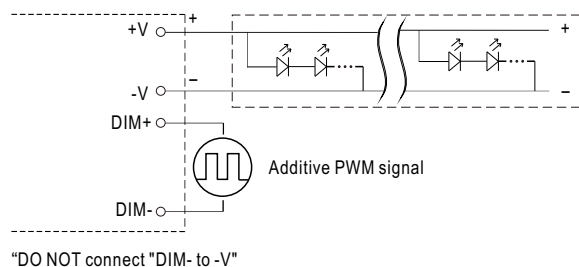 +V
+
+
-V
−
−
DIM+
Additive PWM signal
DIM-
“DO NOT connect "DIM- to -V"